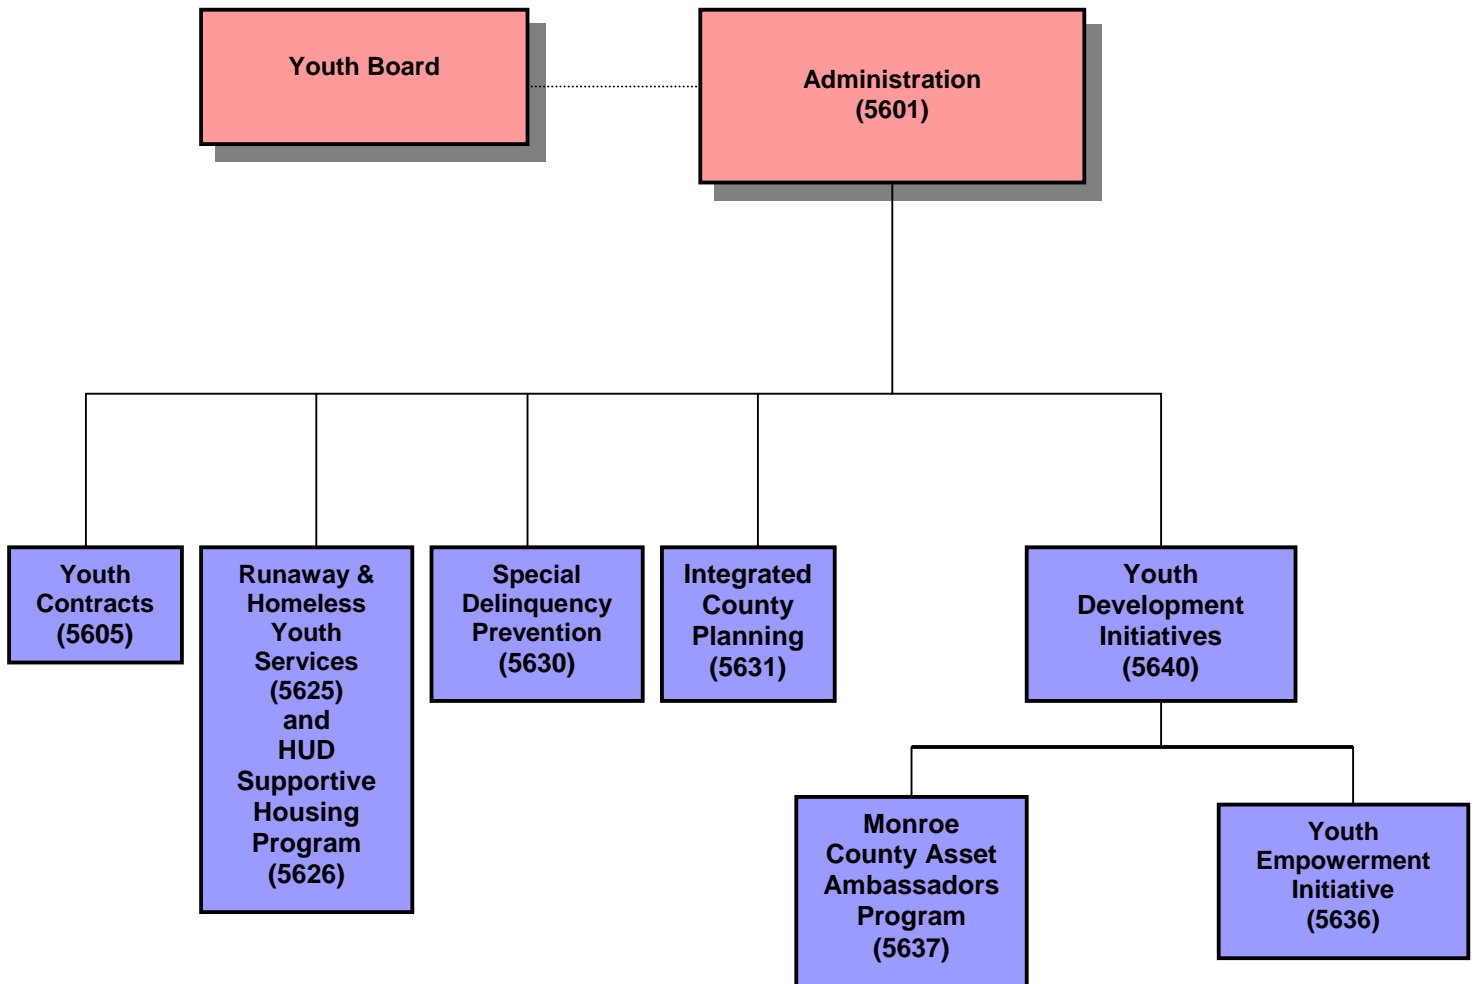 Youth Board
Administration
(5601)
Youth
Contracts
(5605)
Runaway &
Homeless
Youth
Services
(5625)
and
HUD
Supportive
Housing
Program
(5626)
Special
Delinquency
Prevention
(5630)
Integrated
County
Planning
(5631)
Youth
Development
Initiatives
(5640)
Monroe
County Asset
Ambassadors
Program
(5637)
Youth
Empowerment
Initiative
(5636)